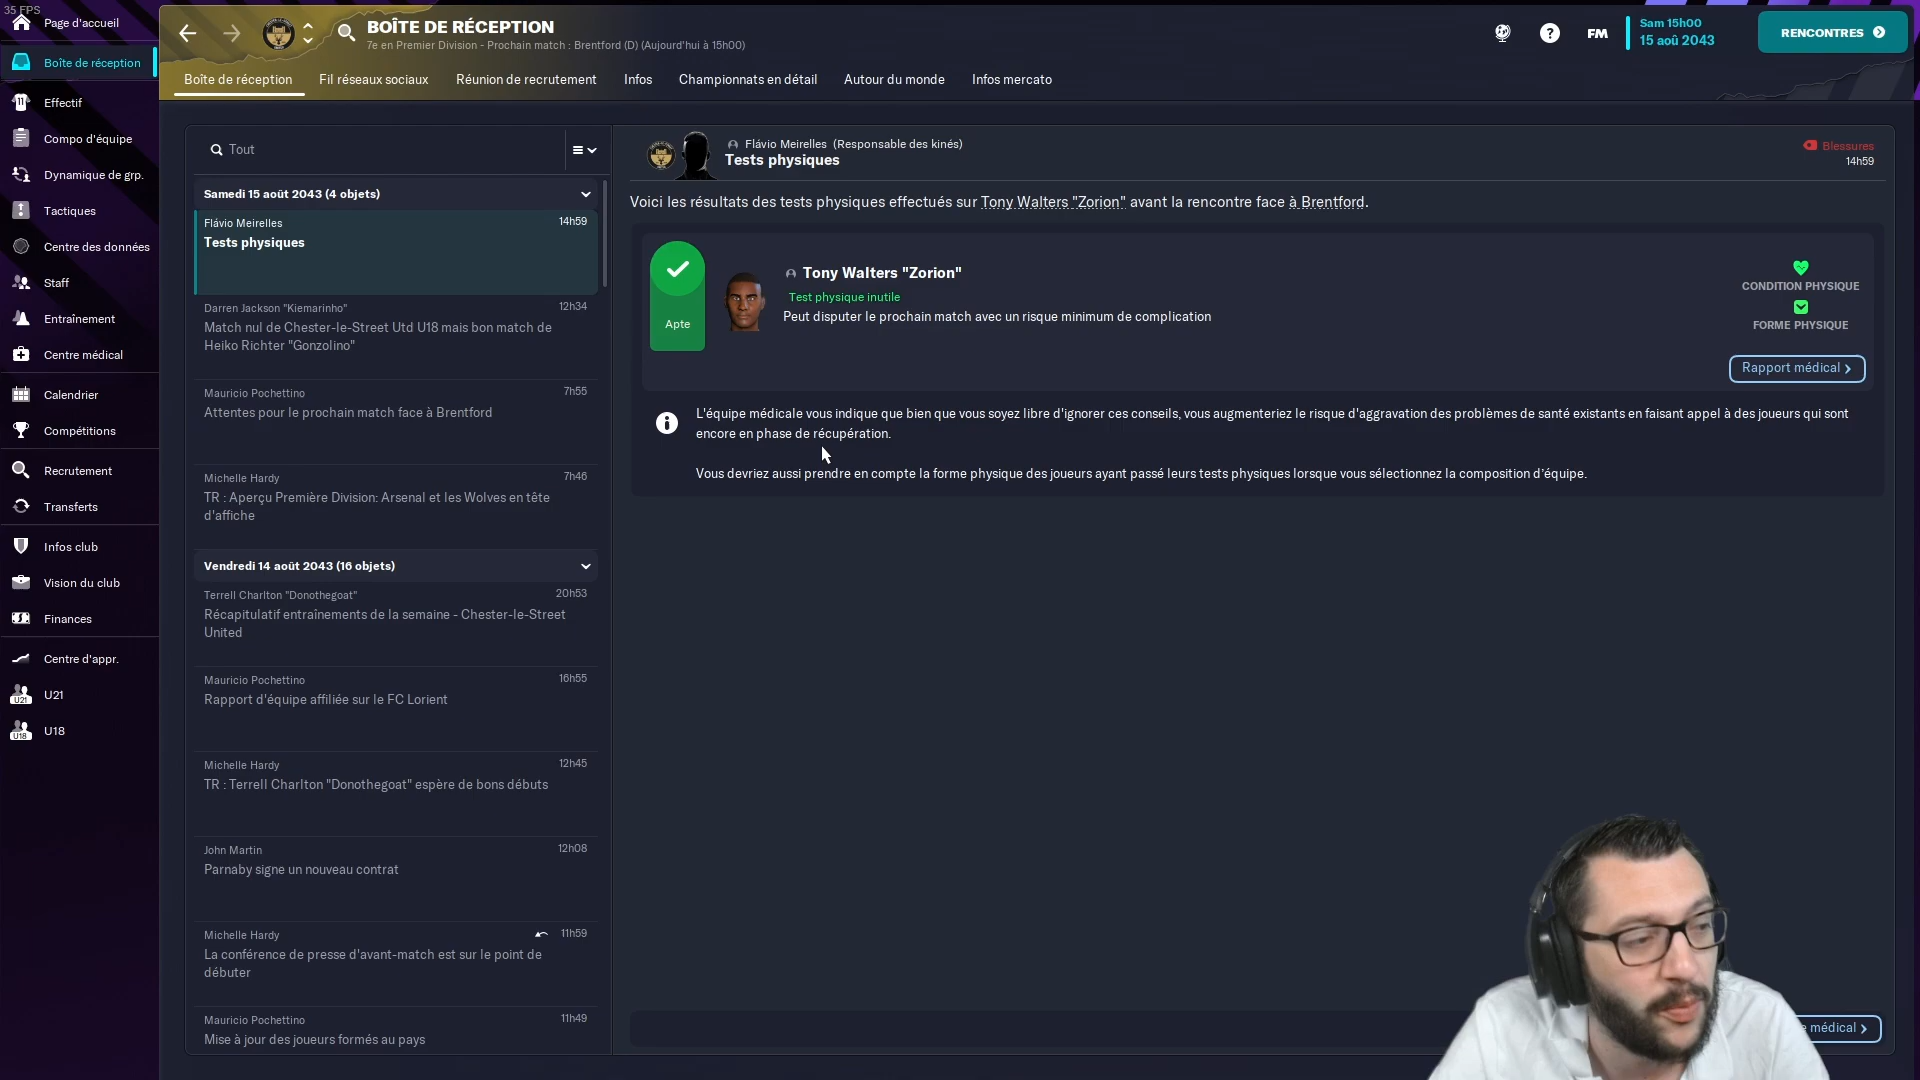 35 FPS
Page d'accueil
Boîte de réception
Effectif
Compo d'équipe
Dynamique de grp.
Tactiques
Centre des données
Staff
Entraînement
Centre médical
Calendrier
Compétitions
Recrutement
Transferts
Infos club
Vision du club
Finances
Centre d'appr.
U21
U21
U18
U18
BOÎTE DE RÉCEPTION
7e en Premier Division - Prochain match : Brentford (D) (Aujourd'hui à 15h00)
FM
Sam 15h00
15 aoû 2043
RENCONTRES
Boîte de réception
Fil réseaux sociaux
Réunion de recrutement
Infos
Championnats en détail
Autour du monde
Infos mercato
Tout
Samedi 15 août 2043 (4 objets)
Flávio Meirelles 14h59
Tests physiques
Darren Jackson "Kiemarinho" 12h34
Match nul de Chester-le-Street Utd U18 mais bon match de
Heiko Richter "Gonzolino"
Mauricio Pochettino 7h55
Attentes pour le prochain match face à Brentford
Michelle Hardy 7h46
TR : Aperçu Première Division: Arsenal et les Wolves en tête
d'affiche
Vendredi 14 août 2043 (16 objets)
Terrell Charlton "Donothegoat" 20h53
Récapitulatif entraînements de la semaine - Chester-le-Street
United
Mauricio Pochettino 16h55
Rapport d'équipe affiliée sur le FC Lorient
Michelle Hardy 12h45
TR : Terrell Charlton "Donothegoat" espère de bons débuts
John Martin 12h08
Parnaby signe un nouveau contrat
Michelle Hardy 11h59
La conférence de presse d'avant-match est sur le point de
débuter
Mauricio Pochettino 11h49
Mise à jour des joueurs formés au pays
Flávio Meirelles (Responsable des kinés)
Tests physiques
Blessures
14h59
Voici les résultats des tests physiques effectués sur Tony Walters "Zorion" avant la rencontre face à Brentford.
Apte
Tony Walters "Zorion"
Test physique inutile
Peut disputer le prochain match avec un risque minimum de complication
CONDITION PHYSIQUE
FORME PHYSIQUE
Rapport médical
L'équipe médicale vous indique que bien que vous soyez libre d'ignorer ces conseils, vous augmenteriez le risque d'aggravation des problèmes de santé existants en faisant appel à des joueurs qui sont
encore en phase de récupération.
Vous devriez aussi prendre en compte la forme physique des joueurs ayant passé leurs tests physiques lorsque vous sélectionnez la composition d'équipe.
médical